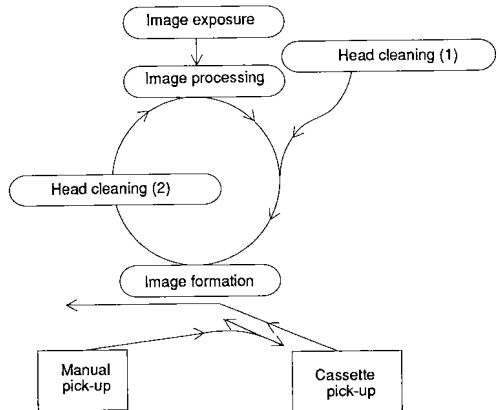 Image exposure
Head cleaning (1)
Image processing
Head cleaning (2)
Image formation
Manual
pick-up
Cassette
pick-up